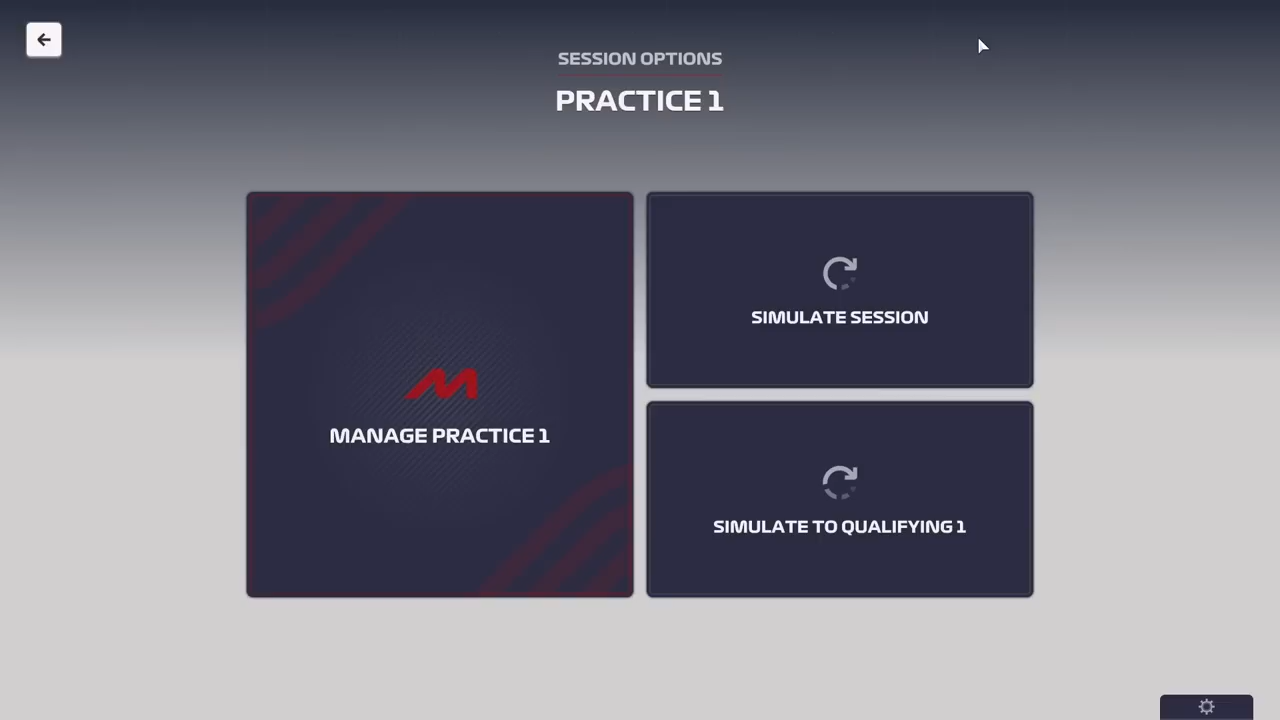 SESSION OPTIONS
PRACTICE 1
MANAGE PRACTICE 1
SIMULATE SESSION
SIMULATE TO QUALIFYING 1